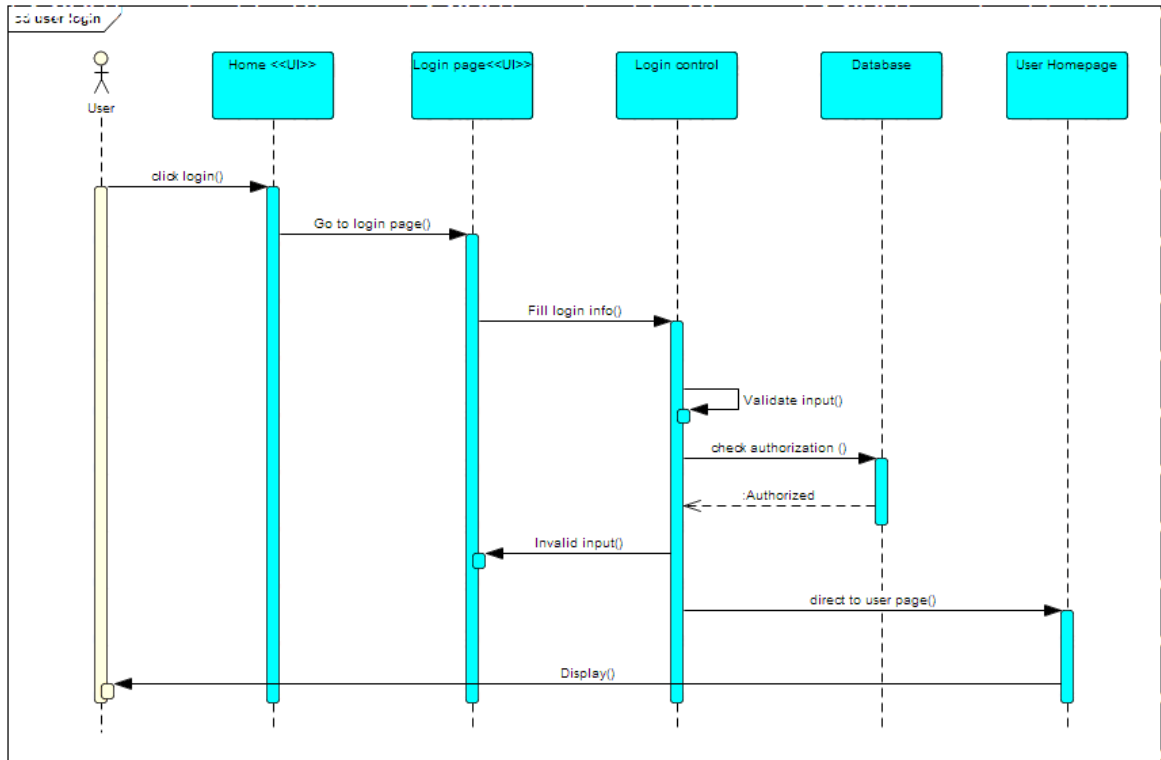 sd user login
User
Home <<UI>>
Login page<<UI>>
Login control
Database
User Homepage
click login()
Go to login page()
Fill login info()
Validate input()
check authorization ()
:Authorized
Invalid input()
direct to user page()
Display()